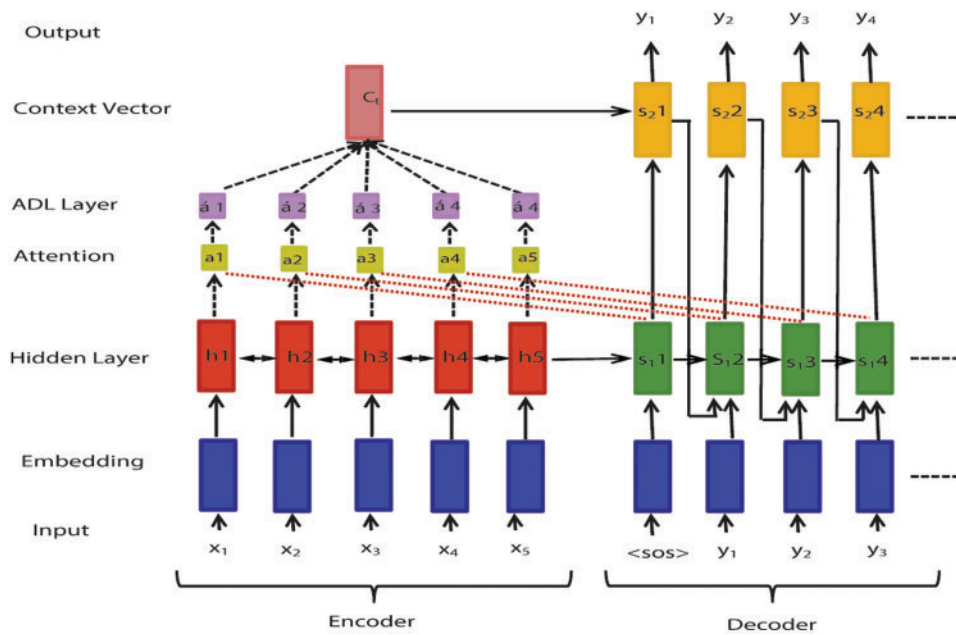 Output y₁ y₂ y₃ y₄
Context Vector Cₜ s₂1 s₂2 s₂3 s₂4
ADL Layer á 1 á 2 á 3 á 4 á 4
Attention a1 a2 a3 a4 a5
Hidden Layer h1 h2 h3 h4 h5 s₁1 S₁2 s₁3 s₁4
Embedding
Input x₁ x₂ x₃ x₄ x₅ <sos> y₁ y₂ y₃
Encoder Decoder